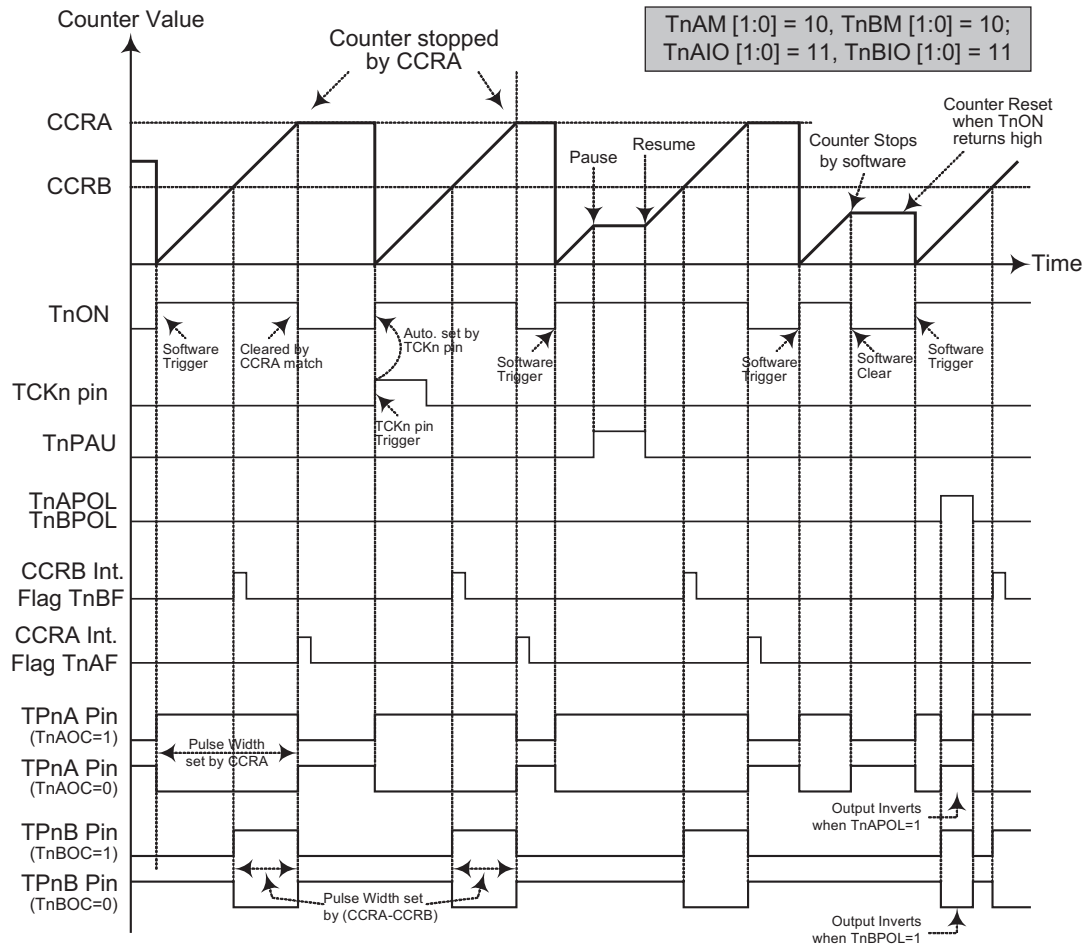 Counter Value
TnAM [1:0] = 10, TnBM [1:0] = 10;
TnAIO [1:0] = 11, TnBIO [1:0] = 11
Counter stopped
by CCRA
CCRA
CCRB
Pause
Resume
Counter Stops
by software
Counter Reset
when TnON
returns high
Time
TnON
Software
Trigger
Cleared by
CCRA match
Auto. set by
TCKn pin
Software
Trigger
Software
Trigger
Software
Clear
Software
Trigger
TCKn pin
TCKn pin
Trigger
TnPAU
TnAPOL
TnBPOL
CCRB Int.
Flag TnBF
CCRA Int.
Flag TnAF
TPnA Pin
(TnAOC=1)
Pulse Width
set by CCRA
TPnA Pin
(TnAOC=0)
Output Inverts
when TnAPOL=1
TPnB Pin
(TnBOC=1)
TPnB Pin
(TnBOC=0)
Pulse Width set
by (CCRA-CCRB)
Output Inverts
when TnBPOL=1